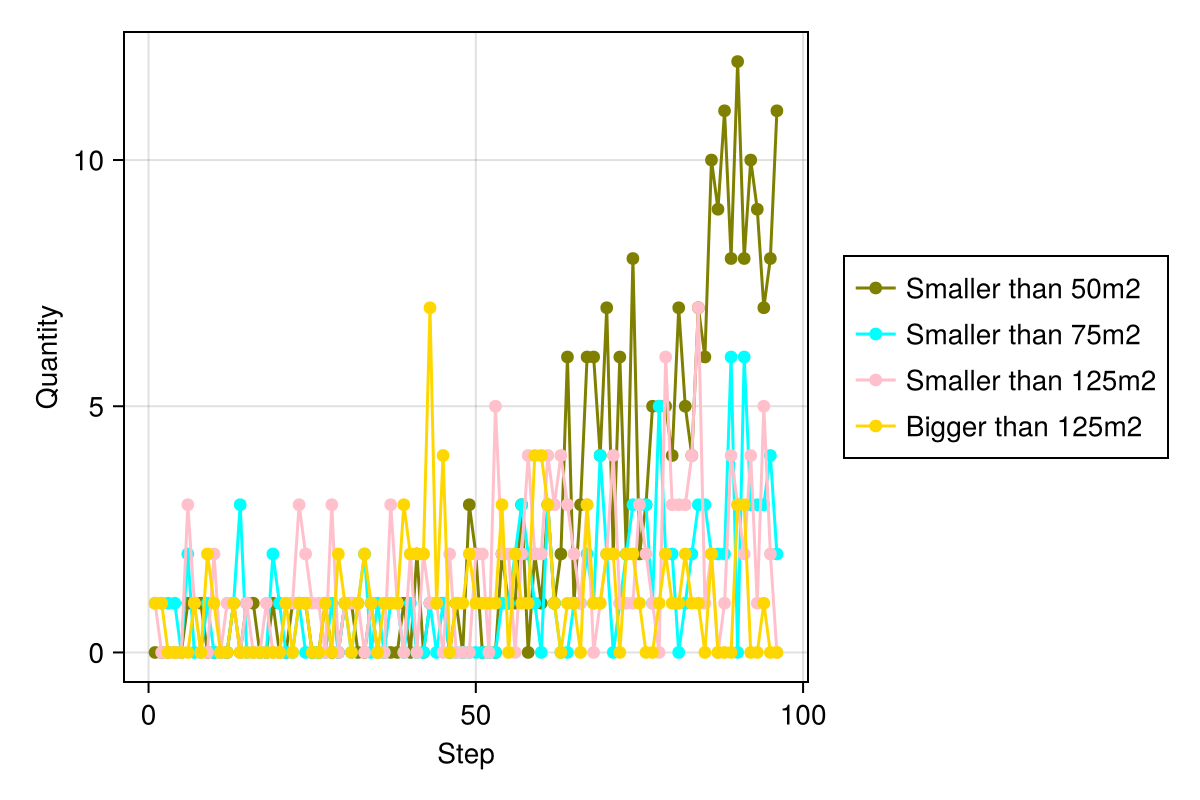 10
5
0
Quantity
0
50
100
Step
Smaller than 50m2
Smaller than 75m2
Smaller than 125m2
Bigger than 125m2